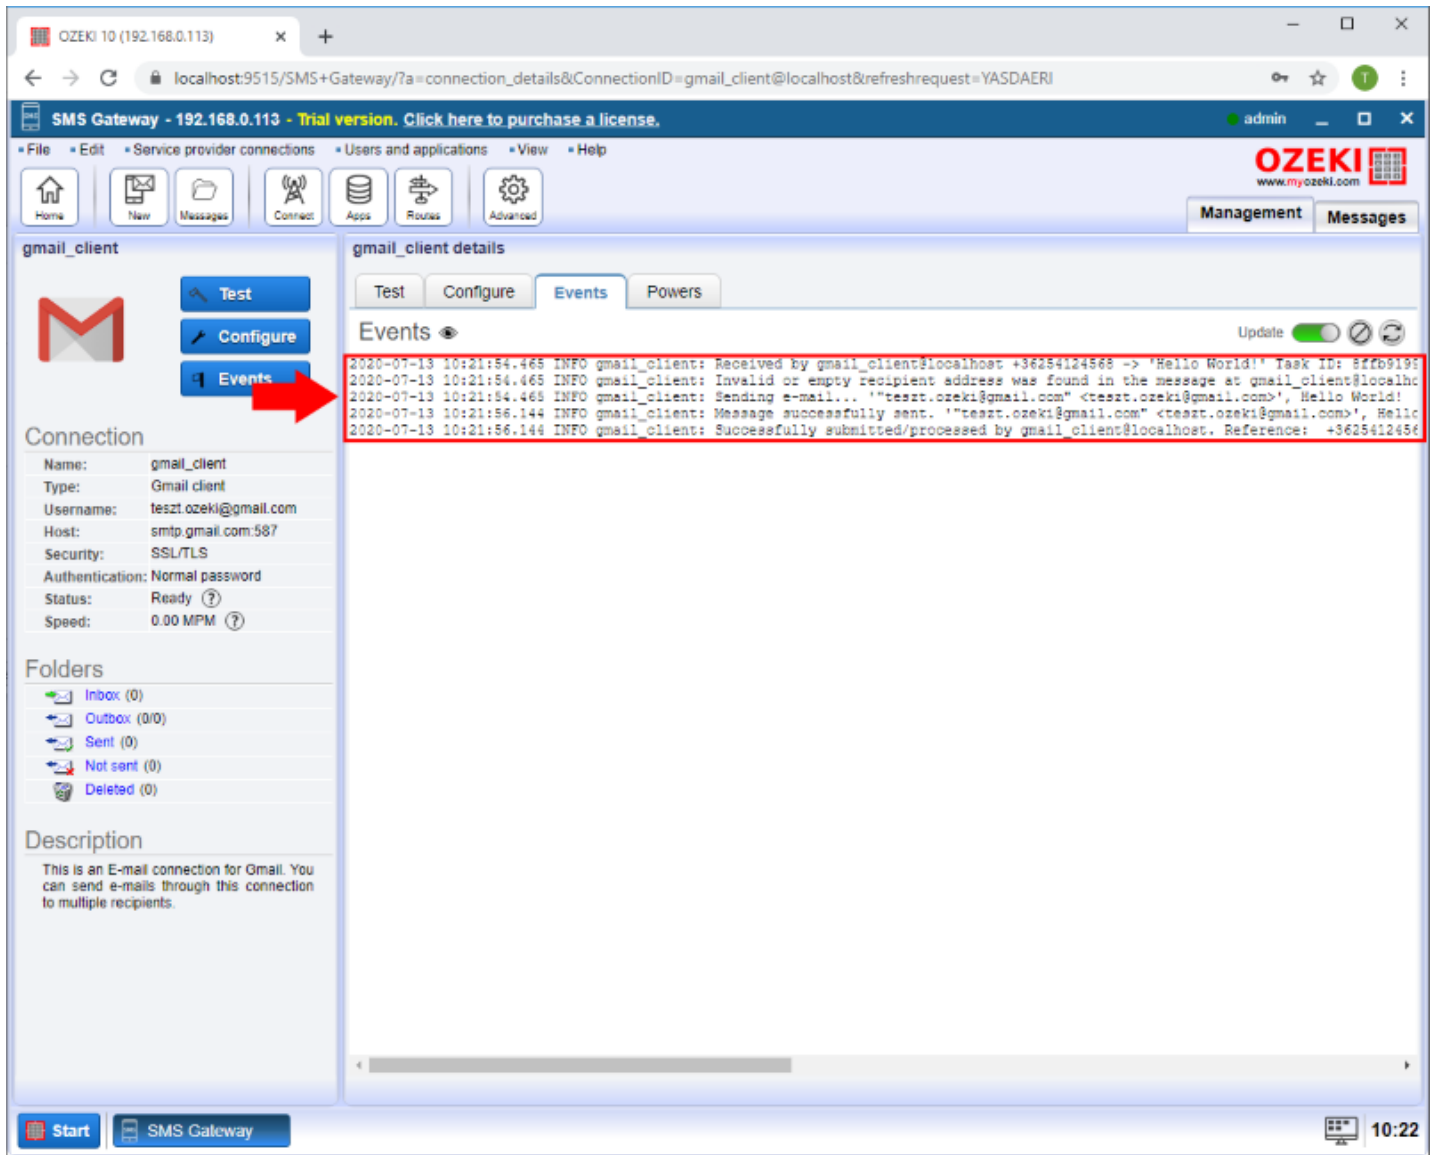 OZEKI 10 (192.168.0.113)
localhost:9515/SMS+Gateway/?a=connection_details&ConnectionID=gmail_client@localhost&refreshrequest=YASDAERI
T
SMS Gateway - 192.168.0.113 - Trial version. Click here to purchase a license.
admin
File Edit Service provider connections Users and applications View Help
OZEKI
www.myozeki.com
Home New Messages Connect Apps Routes Advanced
Management Messages
gmail_client
Test
Configure
Events
Connection
Name: gmail_client
Type: Gmail client
Username: teszt.ozeki@gmail.com
Host: smtp.gmail.com:587
Security: SSL/TLS
Authentication: Normal password
Status: Ready ?
Speed: 0.00 MPM ?
Folders
Inbox (0)
Outbox (0/0)
Sent (0)
Not sent (0)
Deleted (0)
Description
This is an E-mail connection for Gmail. You
can send e-mails through this connection
to multiple recipients.
gmail_client details
Test Configure Events Powers
Events
Update
2020-07-13 10:21:54.465 INFO gmail_client: Received by gmail_client@localhost +36254124568 -> 'Hello World!' Task ID: 8ffb919
2020-07-13 10:21:54.465 INFO gmail_client: Invalid or empty recipient address was found in the message at gmail_client@localho
2020-07-13 10:21:54.465 INFO gmail_client: Sending e-mail... '"teszt.ozeki@gmail.com" <teszt.ozeki@gmail.com>', Hello World!
2020-07-13 10:21:56.144 INFO gmail_client: Message successfully sent. '"teszt.ozeki@gmail.com" <teszt.ozeki@gmail.com>', Hello
2020-07-13 10:21:56.144 INFO gmail_client: Successfully submitted/processed by gmail_client@localhost. Reference: +362541245
Start
SMS Gateway
10:22